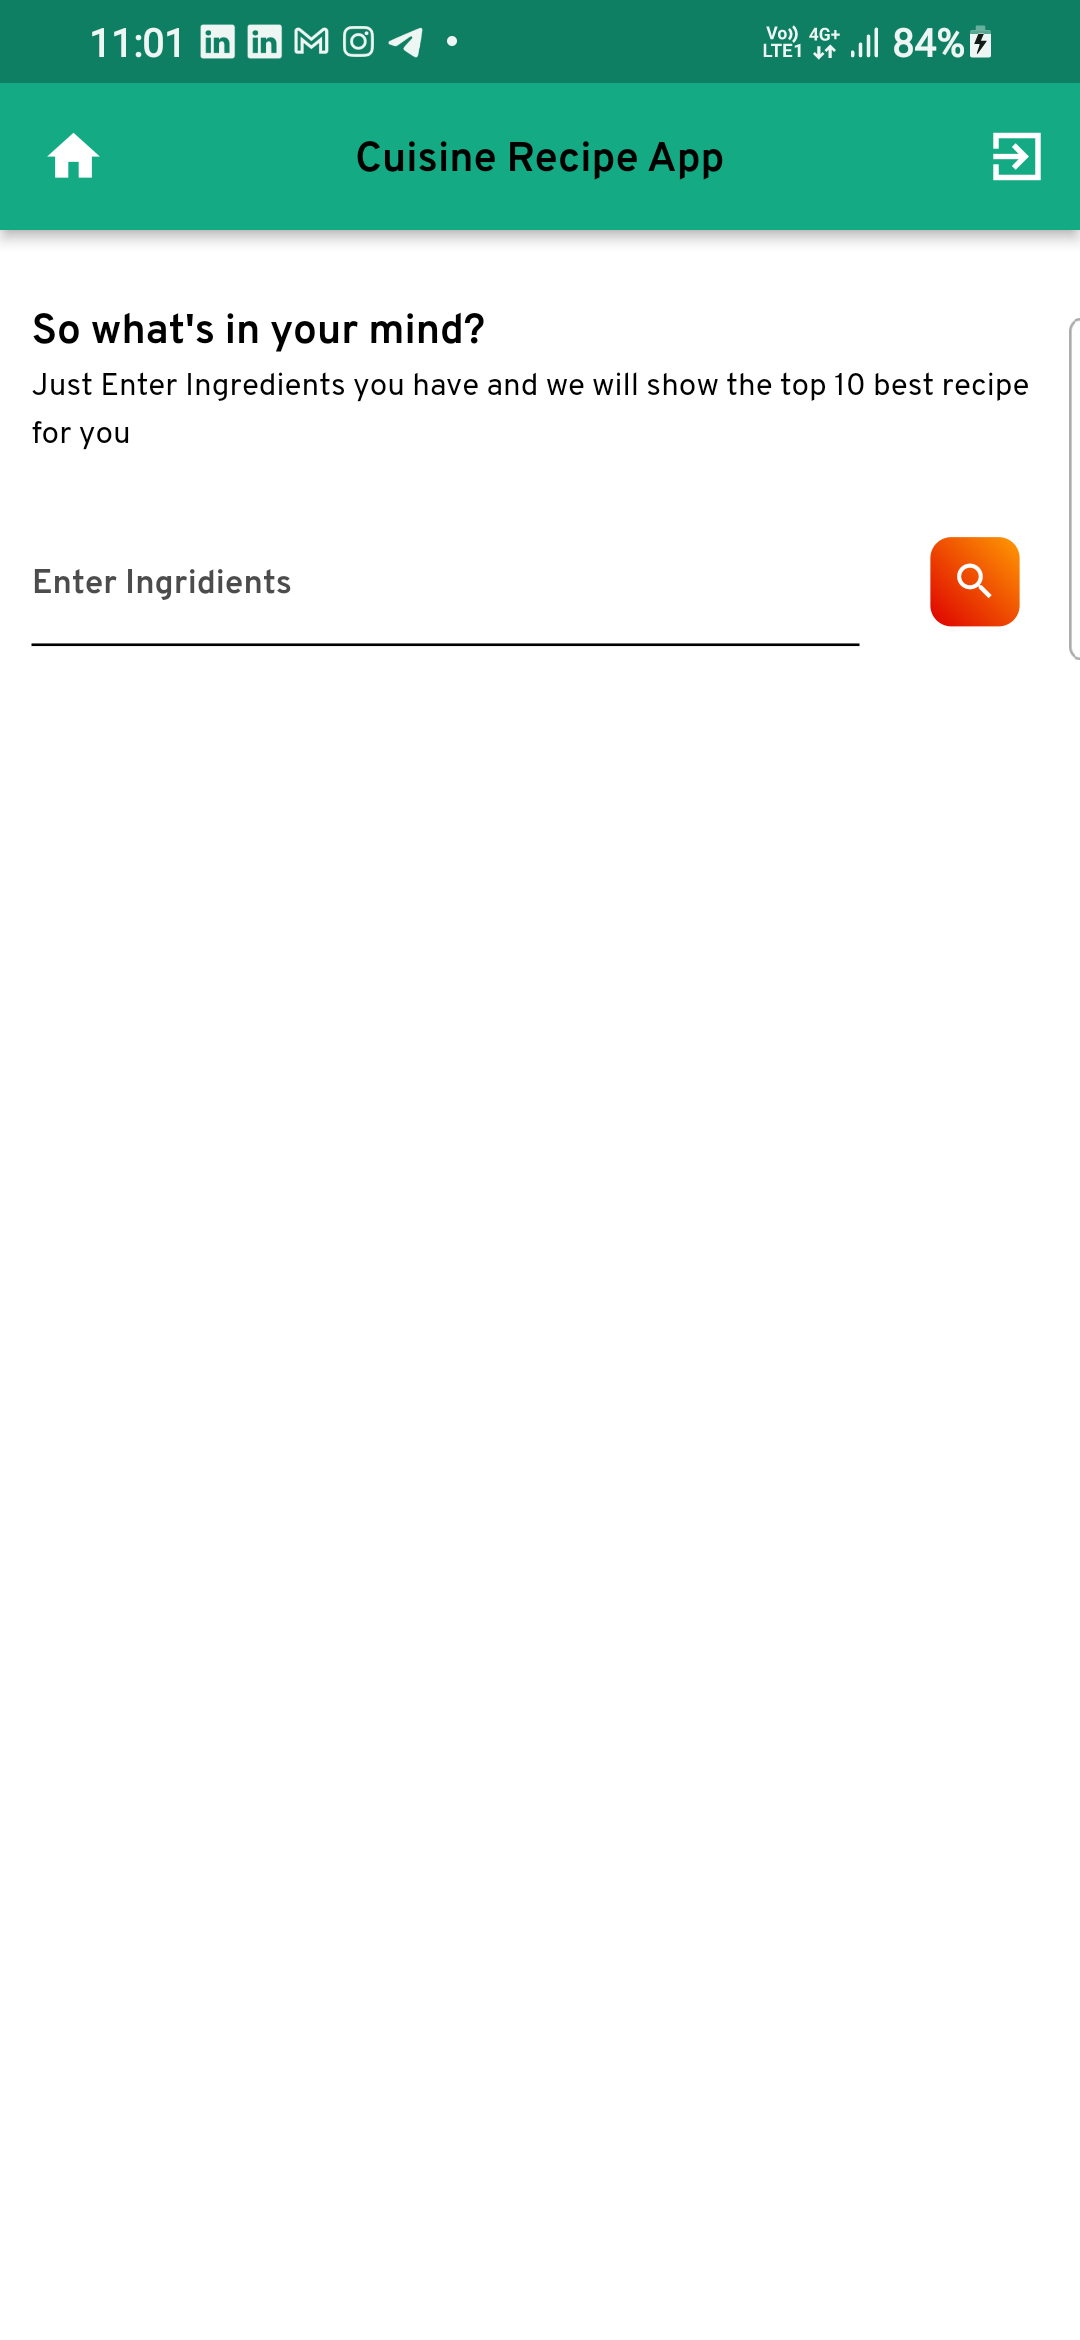 11:01 Vo)) LTE1 4G+ 84%
Cuisine Recipe App
So what's in your mind?
Just Enter Ingredients you have and we will show the top 10 best recipe
for you
Enter Ingridients